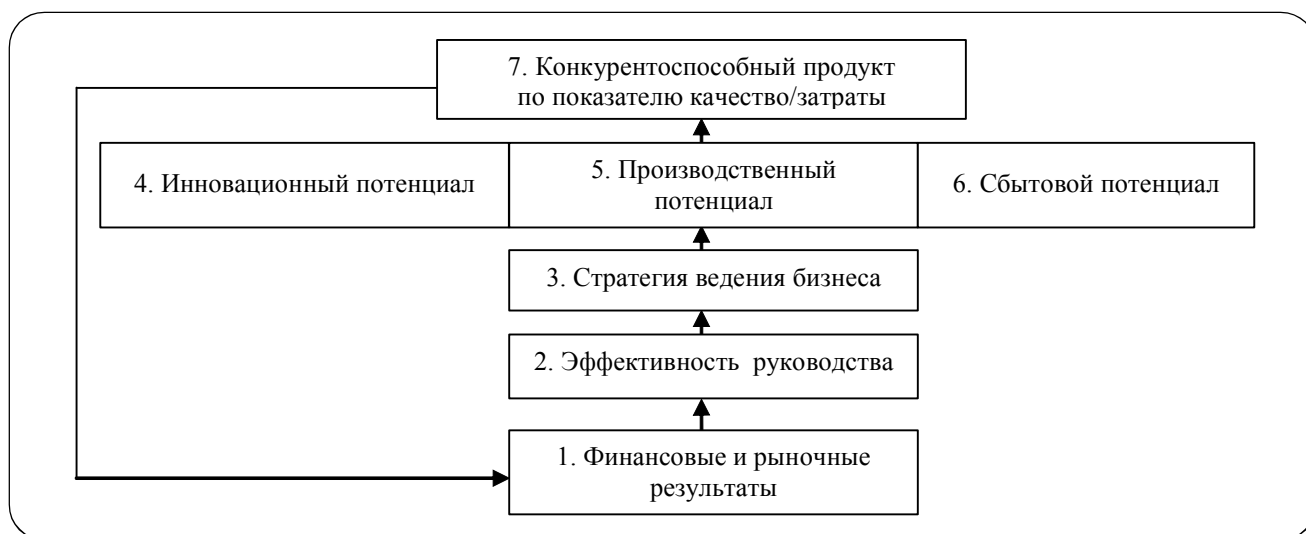 7. Конкурентоспособный продукт
по показателю качество/затраты
4. Инновационный потенциал
5. Производственный
потенциал
6. Сбытовой потенциал
3. Стратегия ведения бизнеса
2. Эффективность руководства
1. Финансовые и рыночные
результаты